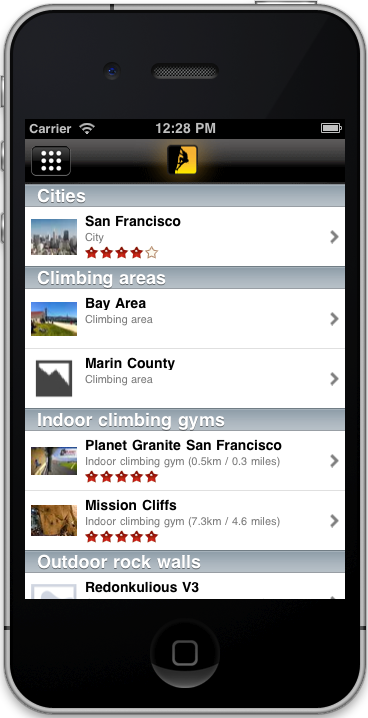 Carrier 12:28 PM
Cities
San Francisco
City
Climbing areas
Bay Area
Climbing area
Marin County
Climbing area
Indoor climbing gyms
Planet Granite San Francisco
Indoor climbing gym (0.5km / 0.3 miles)
Mission Cliffs
Indoor climbing gym (7.3km / 4.6 miles)
Outdoor rock walls
Redonkulious V3